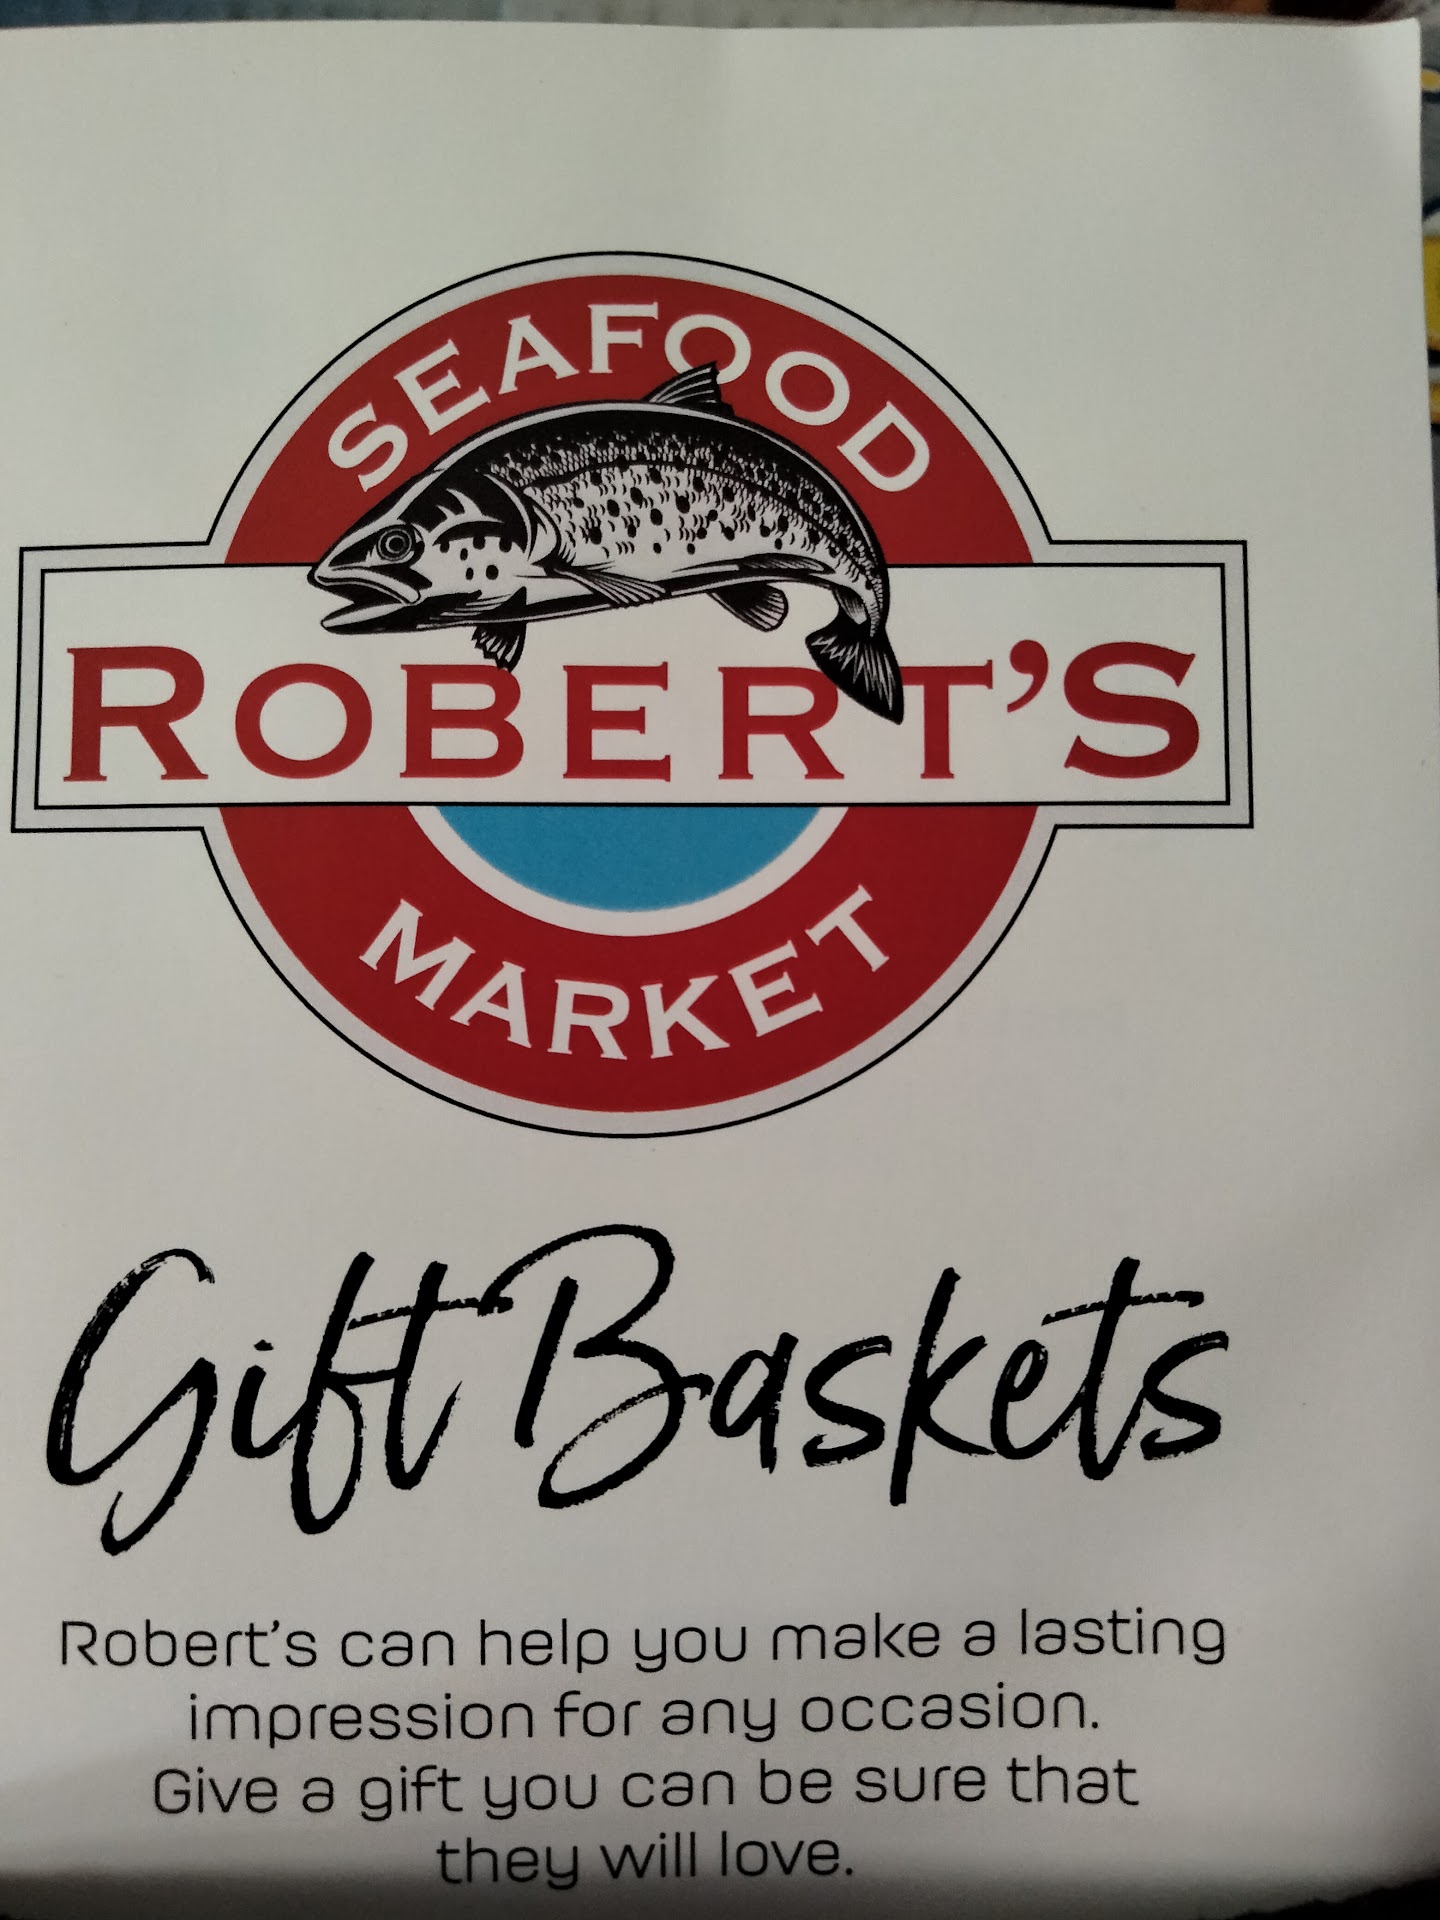 SEAFOOD
ROBERT'S
MARKET
Gift Baskets
Robert's can help you make a lasting
impression for any occasion.
Give a gift you can be sure that
they will love.